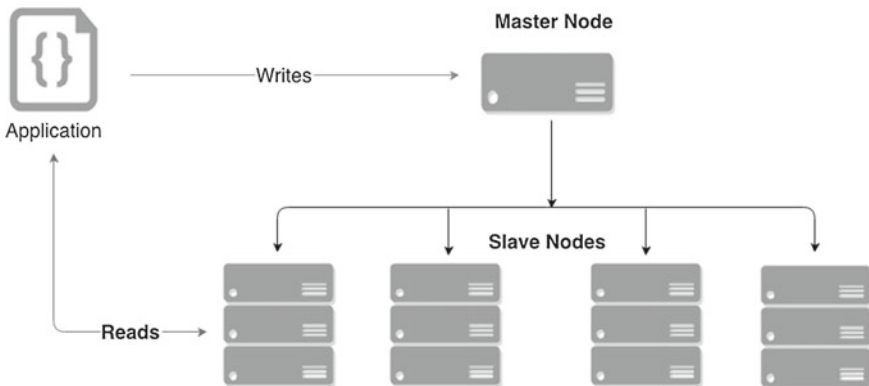 Master Node
{}
Writes
Application
Slave Nodes
Reads